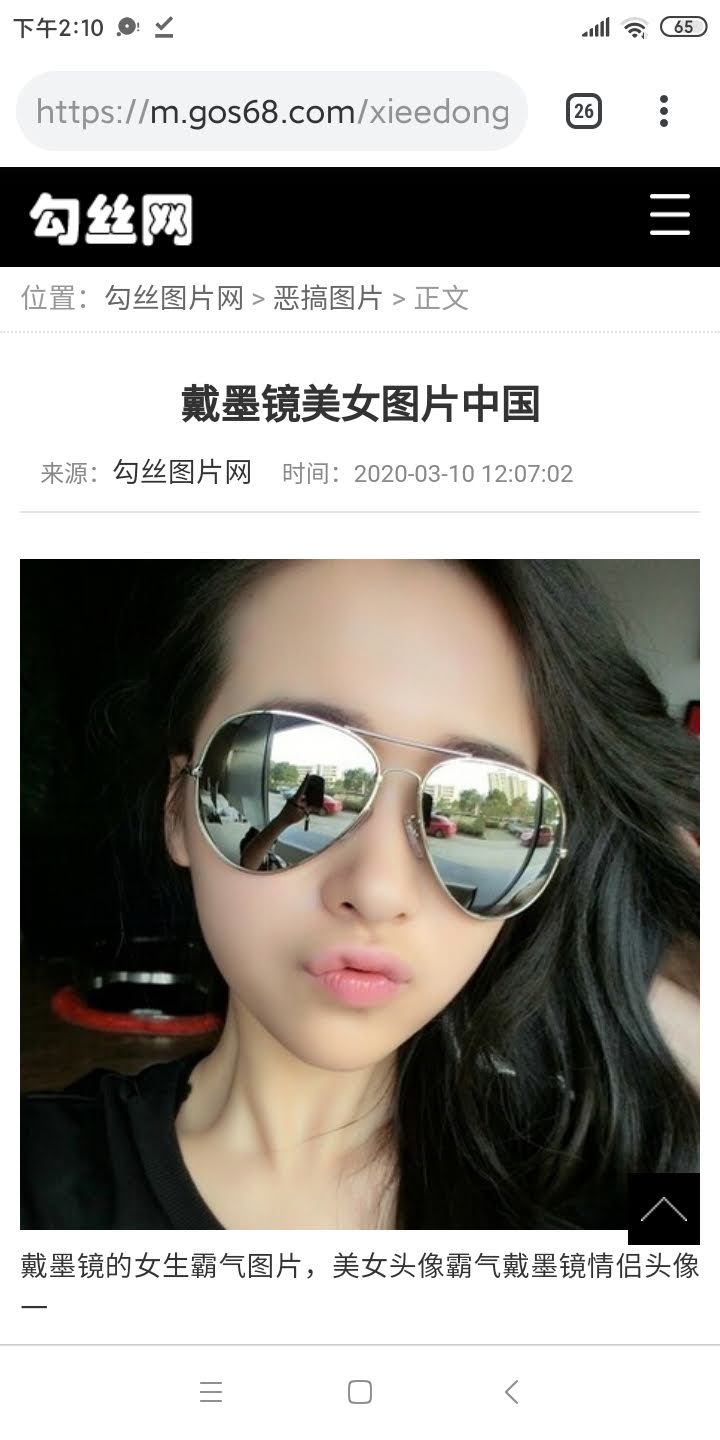 下午2:10
65
https://m.gos68.com/xieedong
26
勾丝网
位置：勾丝图片网 > 恶搞图片 > 正文
戴墨镜美女图片中国
来源：勾丝图片网 时间：2020-03-10 12:07:02
戴墨镜的女生霸气图片，美女头像霸气戴墨镜情侣头像
一